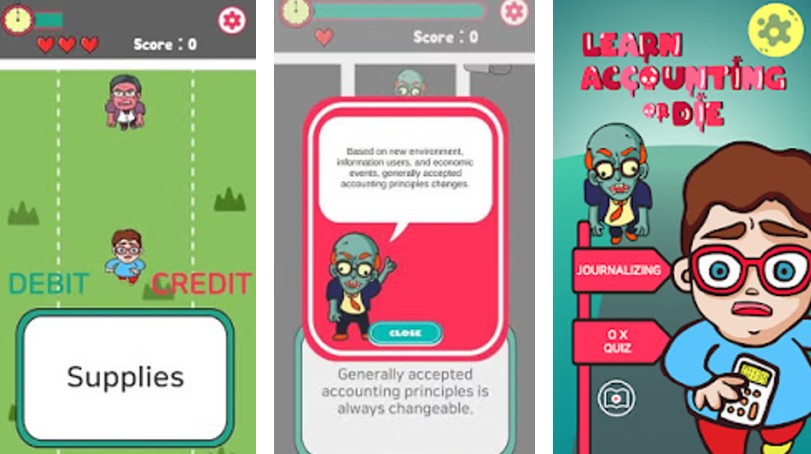 Score : 0
DEBIT CREDIT
Supplies
Score : 0
Based on new environment,
information users, and economic
events, generally accepted
accounting principles changes.
CLOSE
Generally accepted
accounting principles is
always changeable.
LEARN
ACCOUNTING
OR DIE
JOURNALIZING
O X
QUIZ